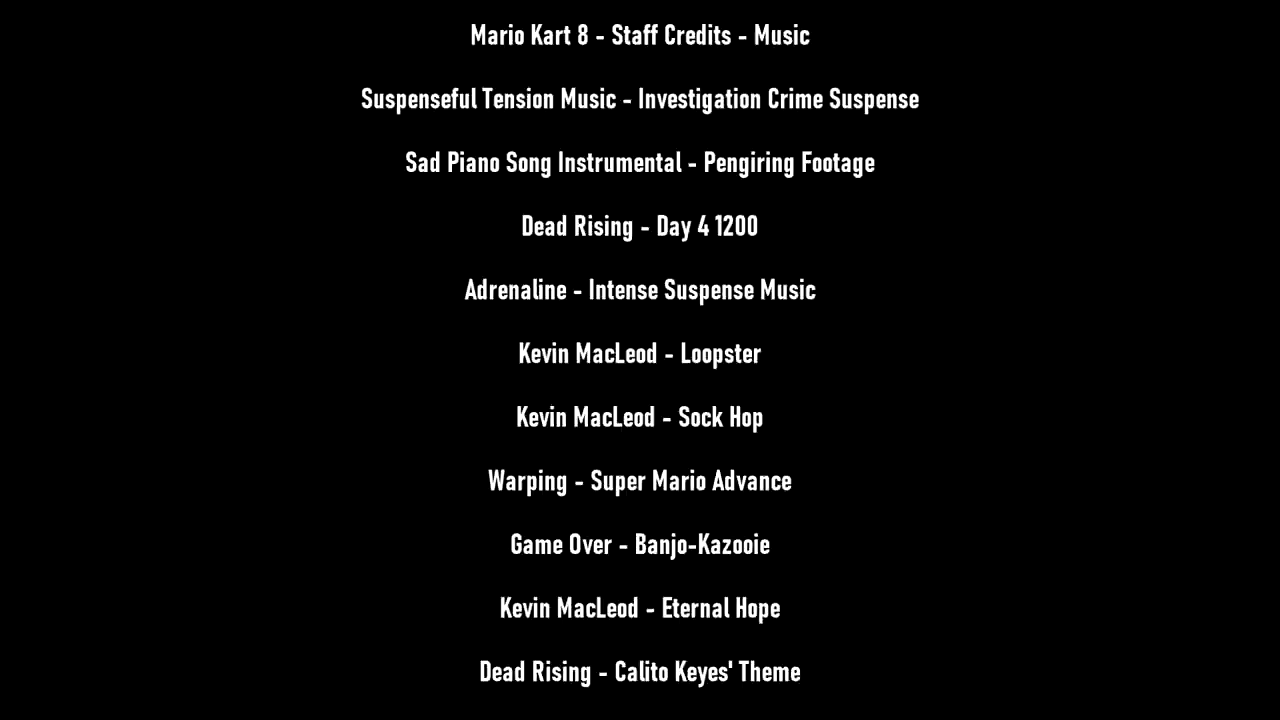 Mario Kart 8 - Staff Credits - Music
Suspenseful Tension Music - Investigation Crime Suspense
Sad Piano Song Instrumental - Pengiring Footage
Dead Rising - Day 4 1200
Adrenaline - Intense Suspense Music
Kevin MacLeod - Loopster
Kevin MacLeod - Sock Hop
Warping - Super Mario Advance
Game Over - Banjo-Kazooie
Kevin MacLeod - Eternal Hope
Dead Rising - Calito Keyes' Theme